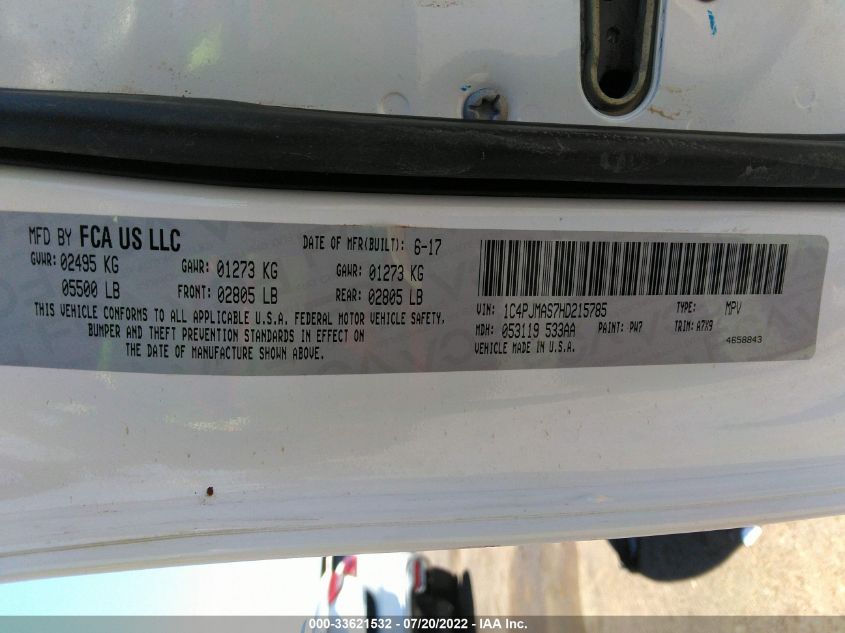 MFD BY FCA US LLC
DATE OF MFR(BUILT): 6-17
GVWR: 02495 KG GAWR: 01273 KG GAWR: 01273 KG
05500 LB FRONT: 02805 LB REAR: 02805 LB
THIS VEHICLE CONFORMS TO ALL APPLICABLE U.S.A. FEDERAL MOTOR VEHICLE SAFETY,
BUMPER AND THEFT PREVENTION STANDARDS IN EFFECT ON
THE DATE OF MANUFACTURE SHOWN ABOVE.
VIN: 1C4PJMAS7HD215785 TYPE: MPV
MDH: 053119 533AA PAINT: PW7 TRIM: A7X9
VEHICLE MADE IN U.S.A. 4658843
000-33621532 - 07/20/2022 - IAA Inc.